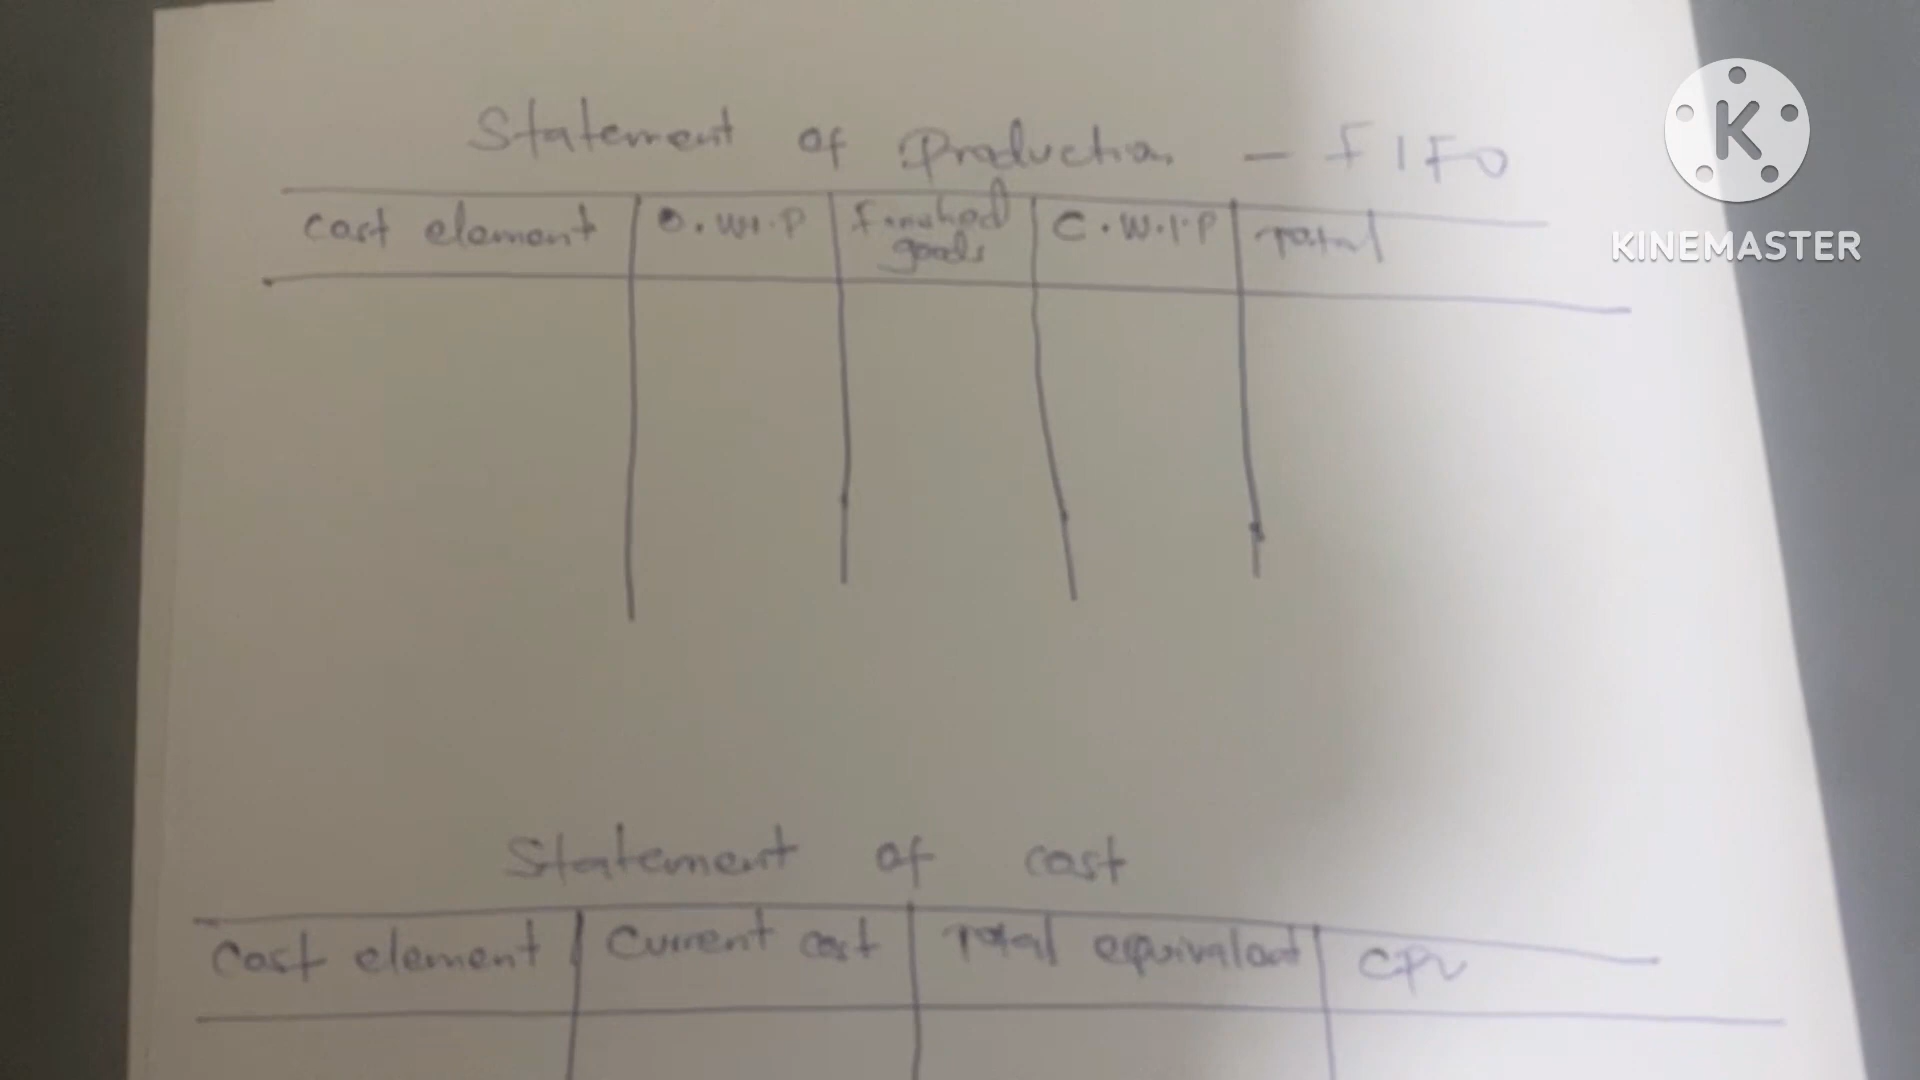 Statement of Production - FIFO
Cost element O.W.I.P Finished goods C.W.I.P Total
Statement of cost
Cost element Current cost Total equivalent CPU
K
KINEMASTER